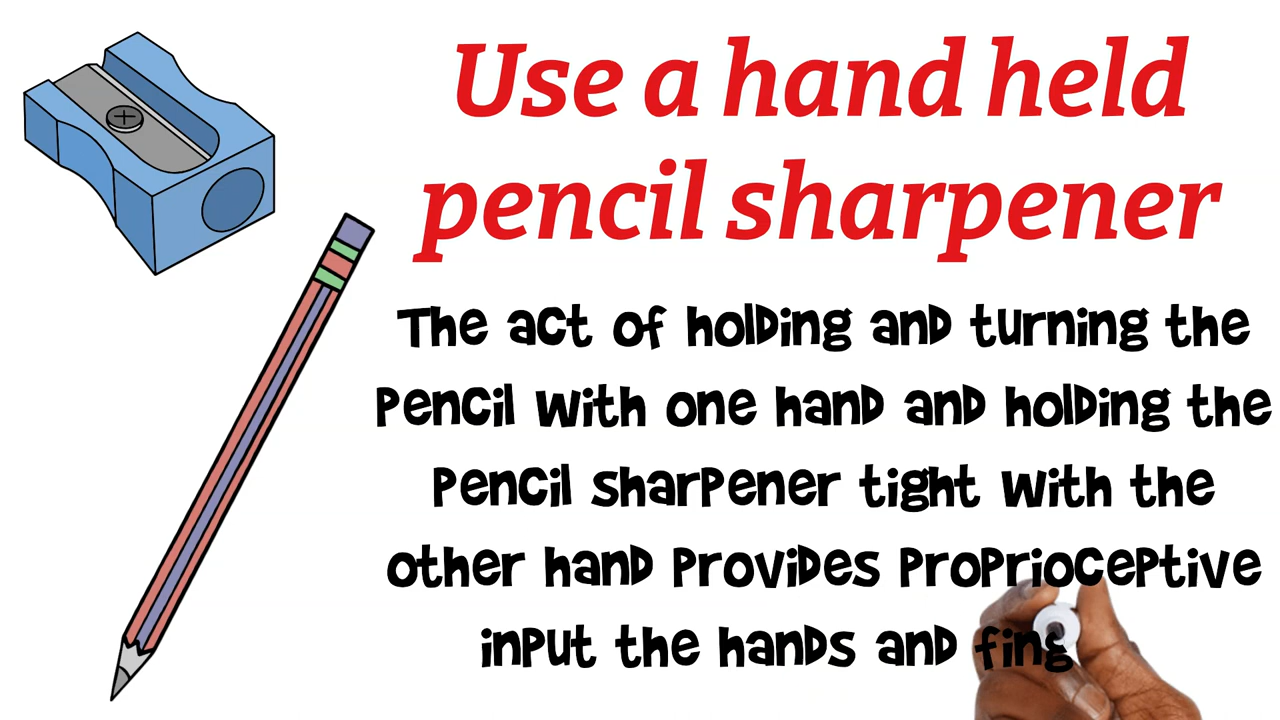 Use a hand held
pencil sharpener
The act of holding and turning the
pencil with one hand and holding the
pencil sharpener tight with the
other hand provides proprioceptive
input the hands and fing